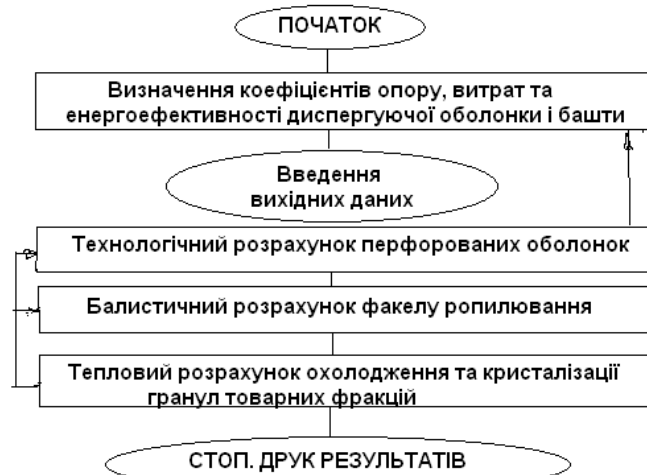 ПОЧАТОК
Визначення коефіцієнтів опору, витрат та
енергоефективності диспергуючої оболонки і башти
Введення
вихідних даних
Технологічний розрахунок перфорованих оболонок
Балистичний розрахунок факелу ропилювання
Тепловий розрахунок охолодження та кристалізації
гранул товарних фракцій
СТОП. ДРУК РЕЗУЛЬТАТІВ